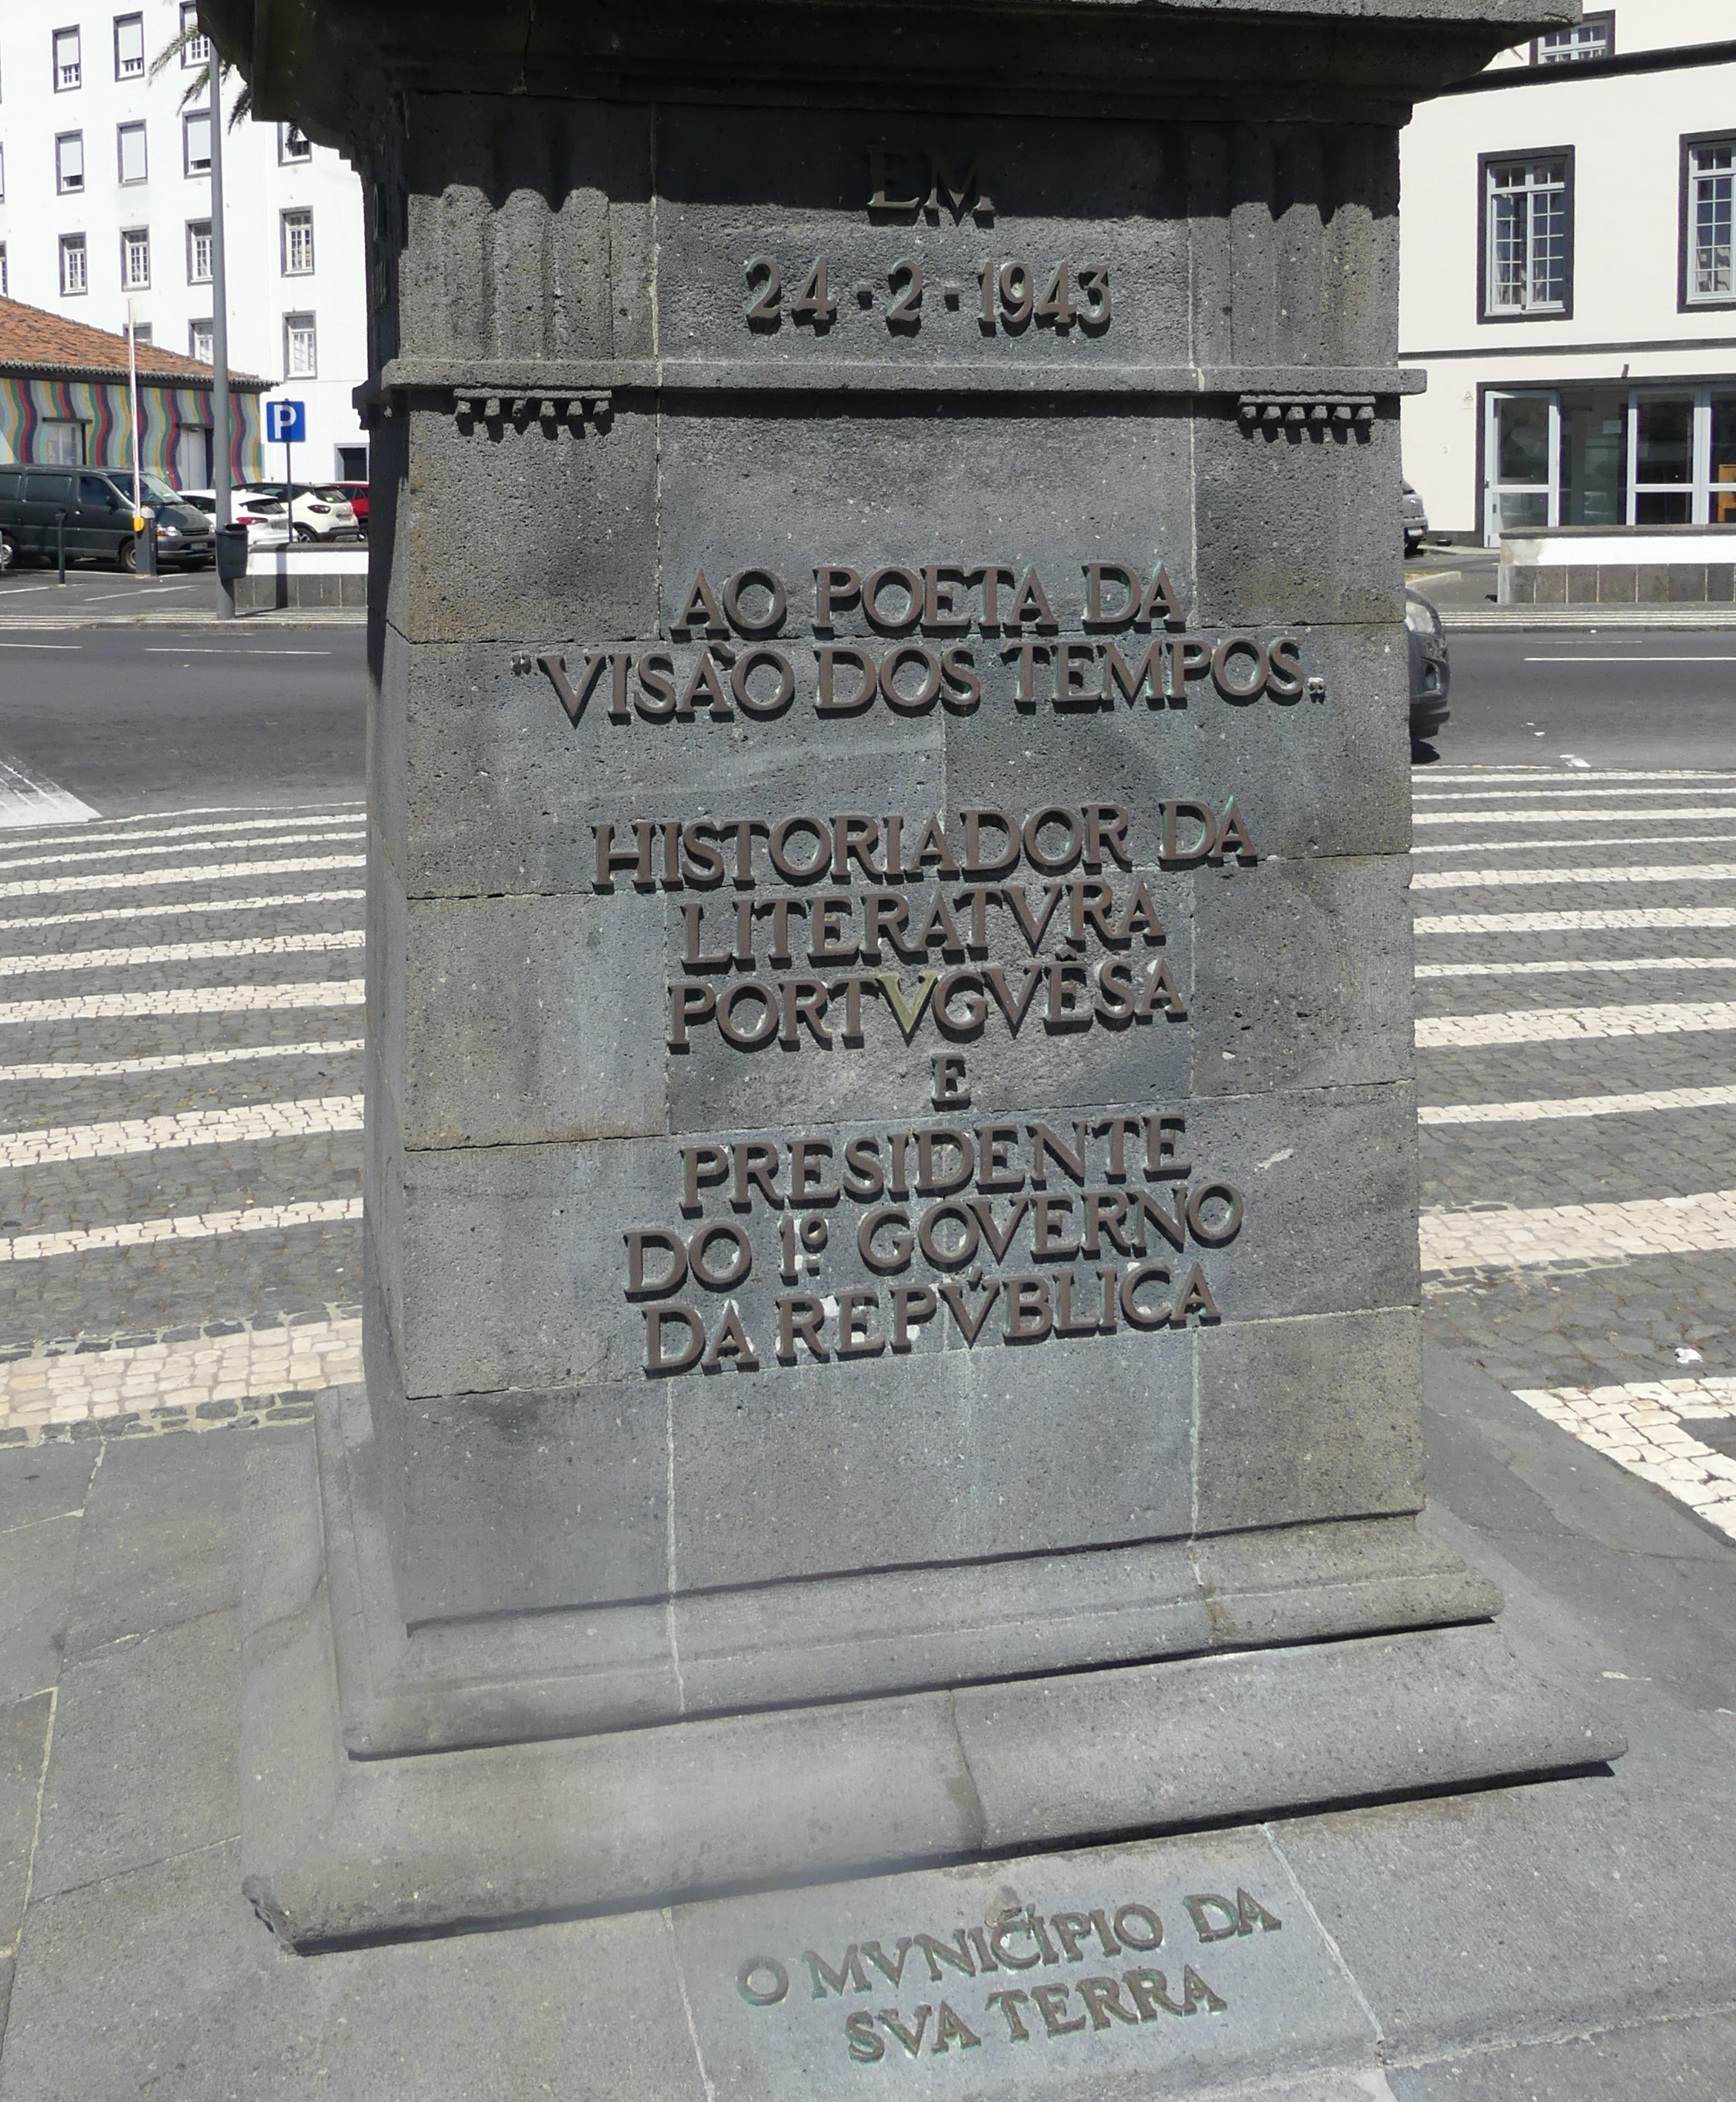 EM
24·2·1943
AO POETA DA
"VISÃO DOS TEMPOS"
HISTORIADOR DA
LITERATVRA
PORTVGVÊSA
E
PRESIDENTE
DO 1º GOVERNO
DA REPVBLICA
O MVNICÍPIO DA
SVA TERRA
P